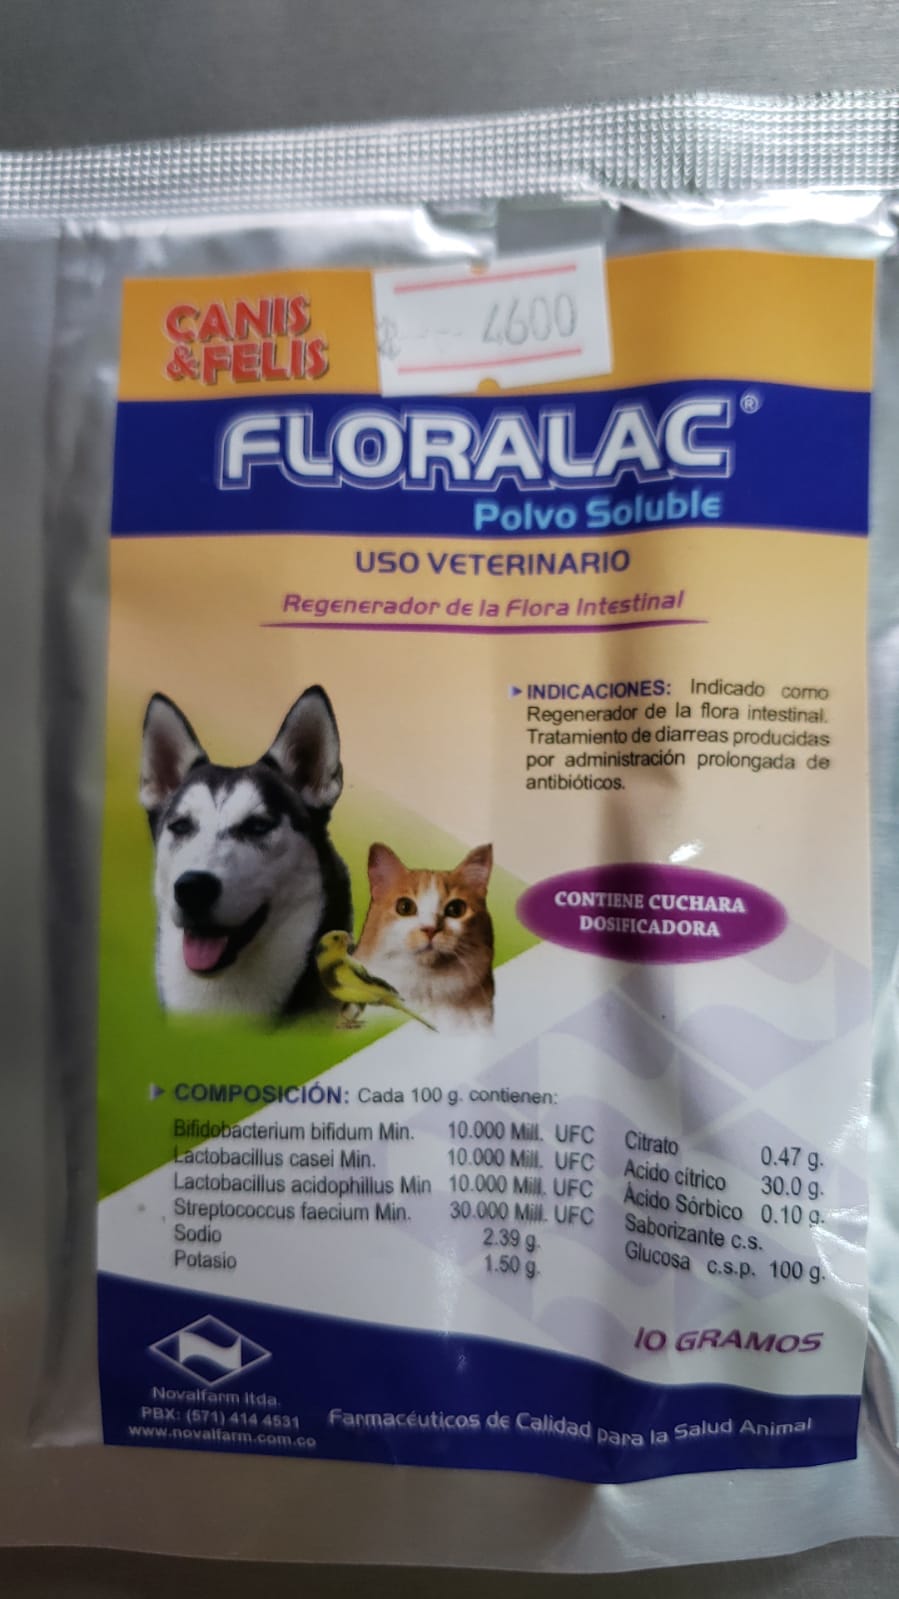 CANIS
&FELIS
$ ---- 4600
FLORALAC®
Polvo Soluble
USO VETERINARIO
Regenerador de la Flora Intestinal
INDICACIONES: Indicado como
Regenerador de la flora intestinal.
Tratamiento de diarreas producidas
por administración prolongada de
antibióticos.
CONTIENE CUCHARA
DOSIFICADORA
COMPOSICIÓN: Cada 100 g. contienen:
Bifidobacterium bifidum Min. 10.000 Mill. UFC
Lactobacillus casei Min. 10.000 Mill. UFC
Lactobacillus acidophillus Min 10.000 Mill. UFC
Streptococcus faecium Min. 30.000 Mill. UFC
Sodio 2.39 g.
Potasio 1.50 g.
Citrato 0.47 g.
Acido cítrico 30.0 g.
Ácido Sórbico 0.10 g.
Saborizante c.s.
Glucosa c.s.p. 100 g.
10 GRAMOS
Novalfarm ltda.
PBX: (571) 414 4531
www.novalfarm.com.co
Farmacéuticos de Calidad para la Salud Animal